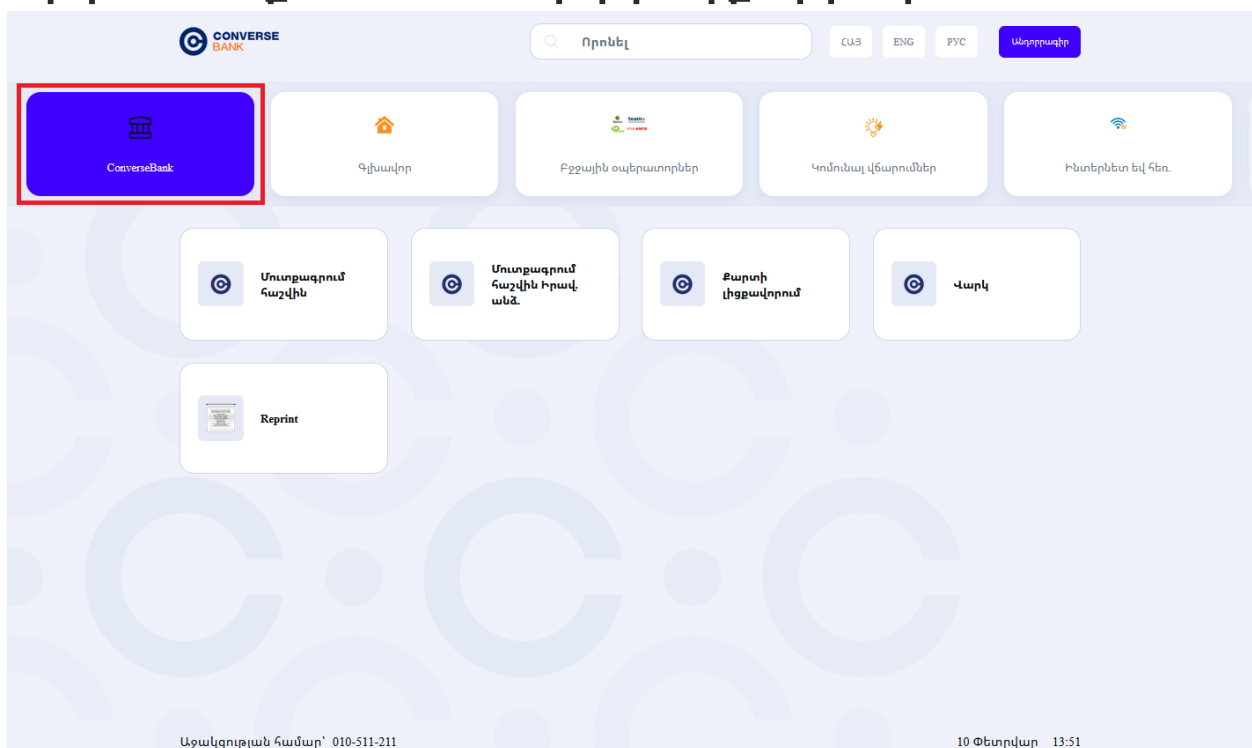 CONVERSE
BANK
Որոնել
ՀԱՅ
ENG
РУС
Անդորրագիր
ConverseBank
Գլխավոր
Բջջային օպերատորներ
Կոմունալ վճարումներ
Ինտերնետ եվ հեռ.
Մուտքագրում
հաշվին
Մուտքագրում
հաշվին Իրավ.
անձ.
Քարտի
լիցքավորում
Վարկ
Reprint
Աջակցության համար՝ 010-511-211
10 Փետրվար 13:51